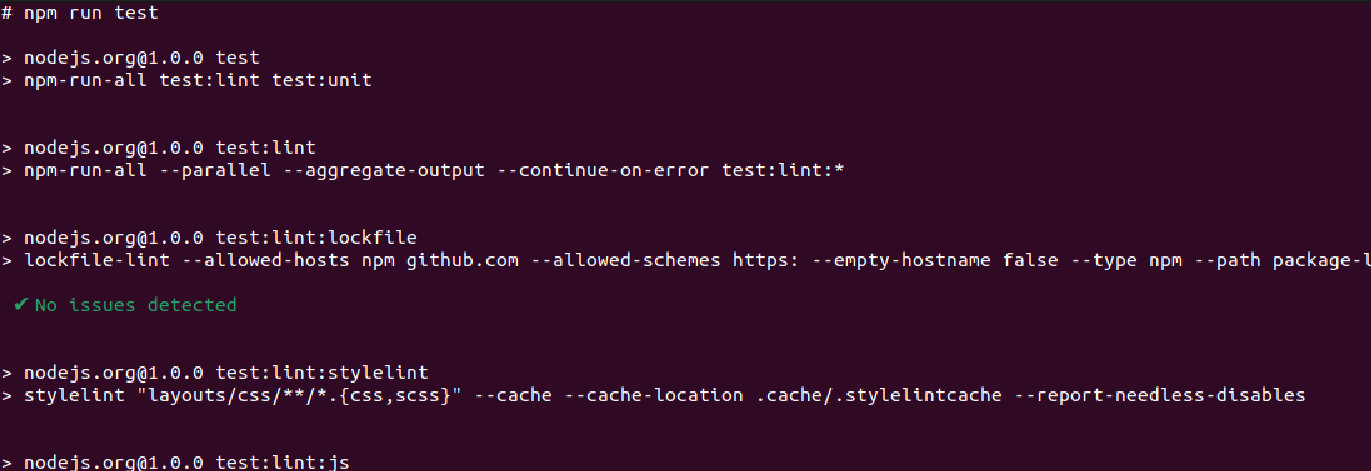 # npm run test
> nodejs.org@1.0.0 test
> npm-run-all test:lint test:unit
> nodejs.org@1.0.0 test:lint
> npm-run-all --parallel --aggregate-output --continue-on-error test:lint:*
> nodejs.org@1.0.0 test:lint:lockfile
> lockfile-lint --allowed-hosts npm github.com --allowed-schemes https: --empty-hostname false --type npm --path package-l
✔ No issues detected
> nodejs.org@1.0.0 test:lint:stylelint
> stylelint "layouts/css/**/*.{css,scss}" --cache --cache-location .cache/.stylelintcache --report-needless-disables
> nodejs.org@1.0.0 test:lint:js